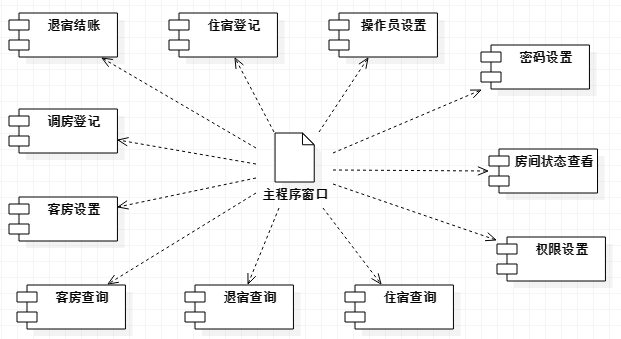 退宿结账
住宿登记
操作员设置
密码设置
调房登记
房间状态查看
主程序窗口
客房设置
权限设置
客房查询
退宿查询
住宿查询